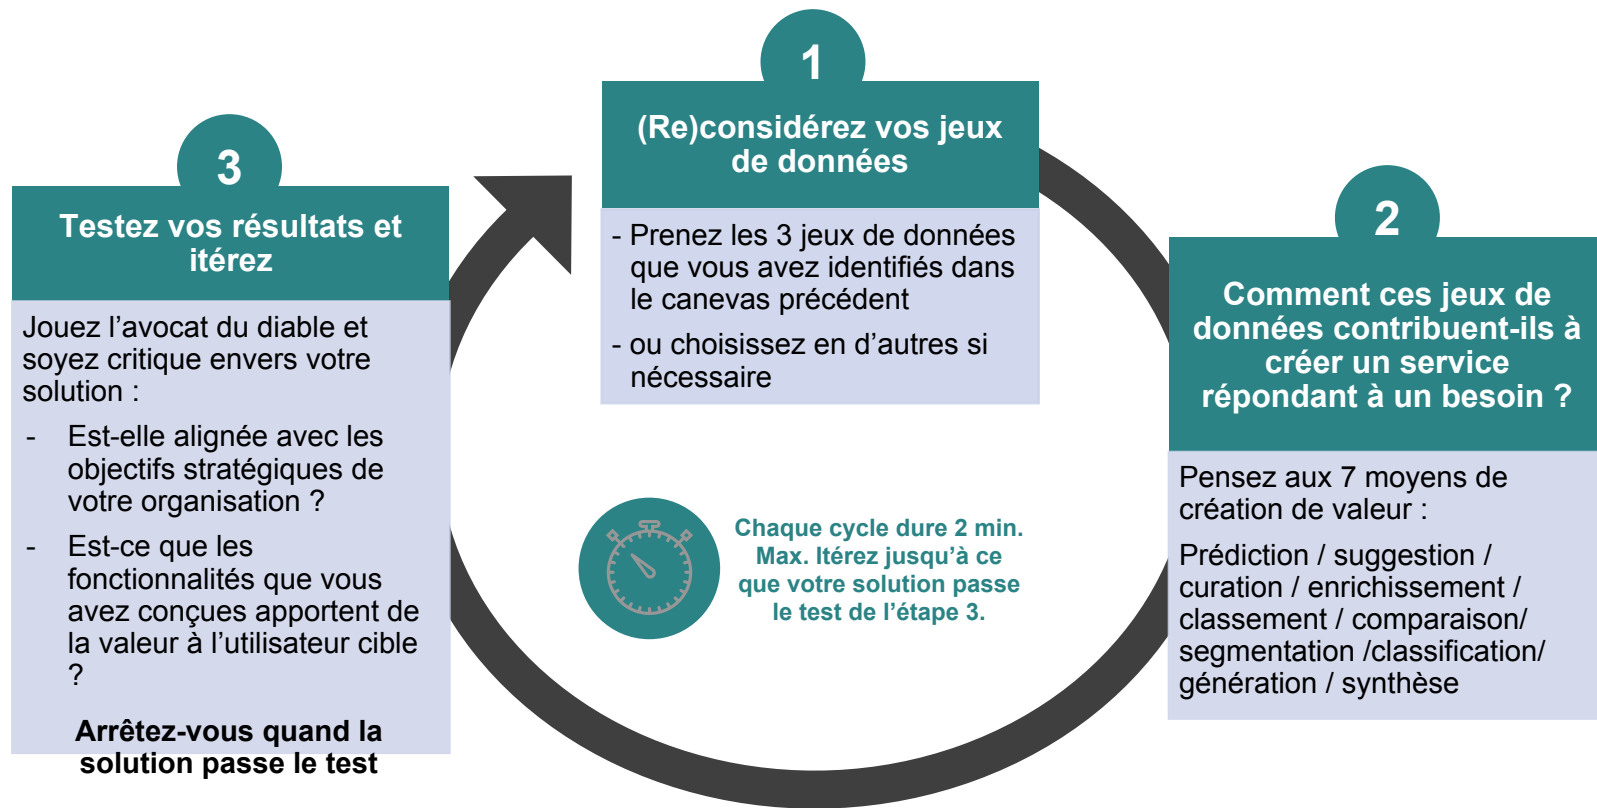 1
(Re)considérez vos jeux
de données
- Prenez les 3 jeux de données
que vous avez identifiés dans
le canevas précédent
- ou choisissez en d’autres si
nécessaire
2
Comment ces jeux de
données contribuent-ils à
créer un service
répondant à un besoin ?
Pensez aux 7 moyens de
création de valeur :
Prédiction / suggestion /
curation / enrichissement /
classement / comparaison/
segmentation /classification/
génération / synthèse
3
Testez vos résultats et
itérez
Jouez l’avocat du diable et
soyez critique envers votre
solution :
- Est-elle alignée avec les
objectifs stratégiques de
votre organisation ?
- Est-ce que les
fonctionnalités que vous
avez conçues apportent de
la valeur à l’utilisateur cible
?
Arrêtez-vous quand la
solution passe le test
Chaque cycle dure 2 min.
Max. Itérez jusqu’à ce
que votre solution passe
le test de l’étape 3.